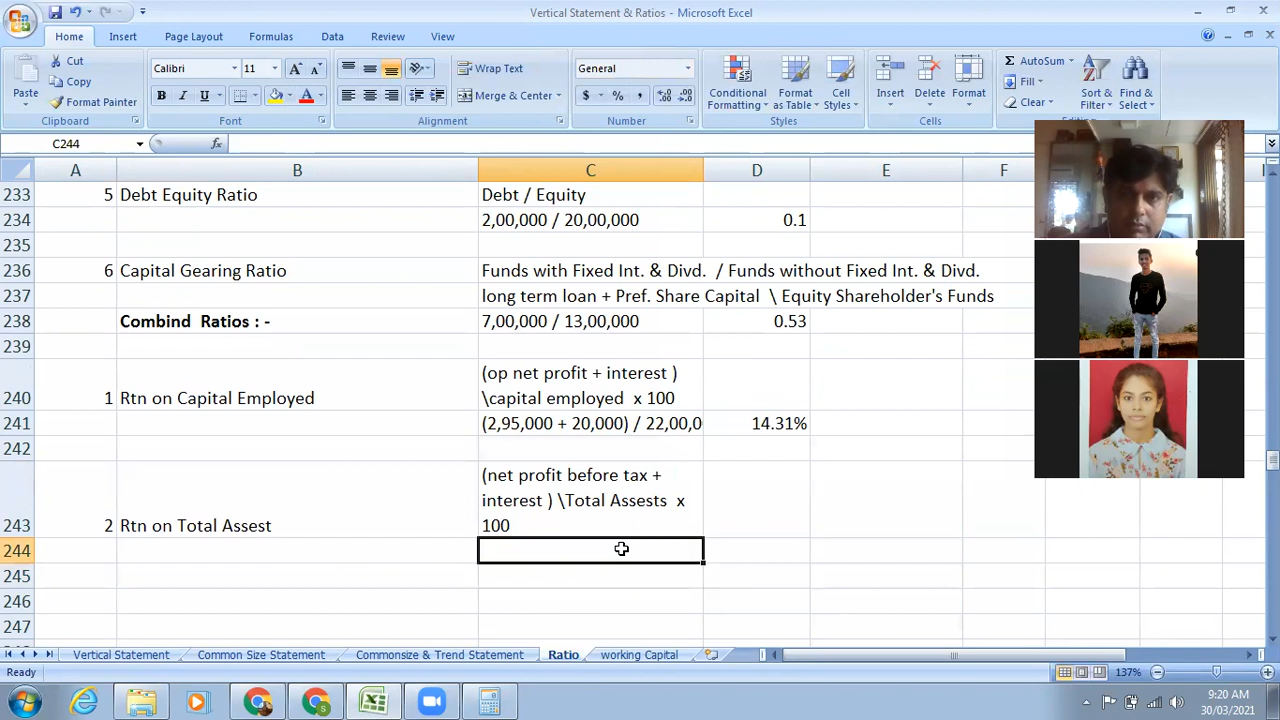 Vertical Statement & Ratios - Microsoft Excel
Home Insert Page Layout Formulas Data Review View
Paste
Cut
Copy
Format Painter
Clipboard
Calibri 11
B I U
A A
Font
Wrap Text
Merge & Center
Alignment
General
$ % ,
Number
Conditional Formatting
Format as Table
Cell Styles
Styles
Insert Delete Format
Cells
Σ AutoSum
Fill
Clear
Sort & Filter
Find & Select
C244 fx
A B C D E F
233 5 Debt Equity Ratio Debt / Equity
234 2,00,000 / 20,00,000 0.1
235
236 6 Capital Gearing Ratio Funds with Fixed Int. & Divd. / Funds without Fixed Int. & Divd.
237 long term loan + Pref. Share Capital \ Equity Shareholder's Funds
238 Combind Ratios : - 7,00,000 / 13,00,000 0.53
239
(op net profit + interest )
240 1 Rtn on Capital Employed \capital employed x 100
241 (2,95,000 + 20,000) / 22,00,0 14.31%
242
(net profit before tax +
interest ) \Total Assests x
243 2 Rtn on Total Assest 100
244
245
246
247
Vertical Statement Common Size Statement Commonsize & Trend Statement Ratio working Capital
Ready 137%
9:20 AM
30/03/2021